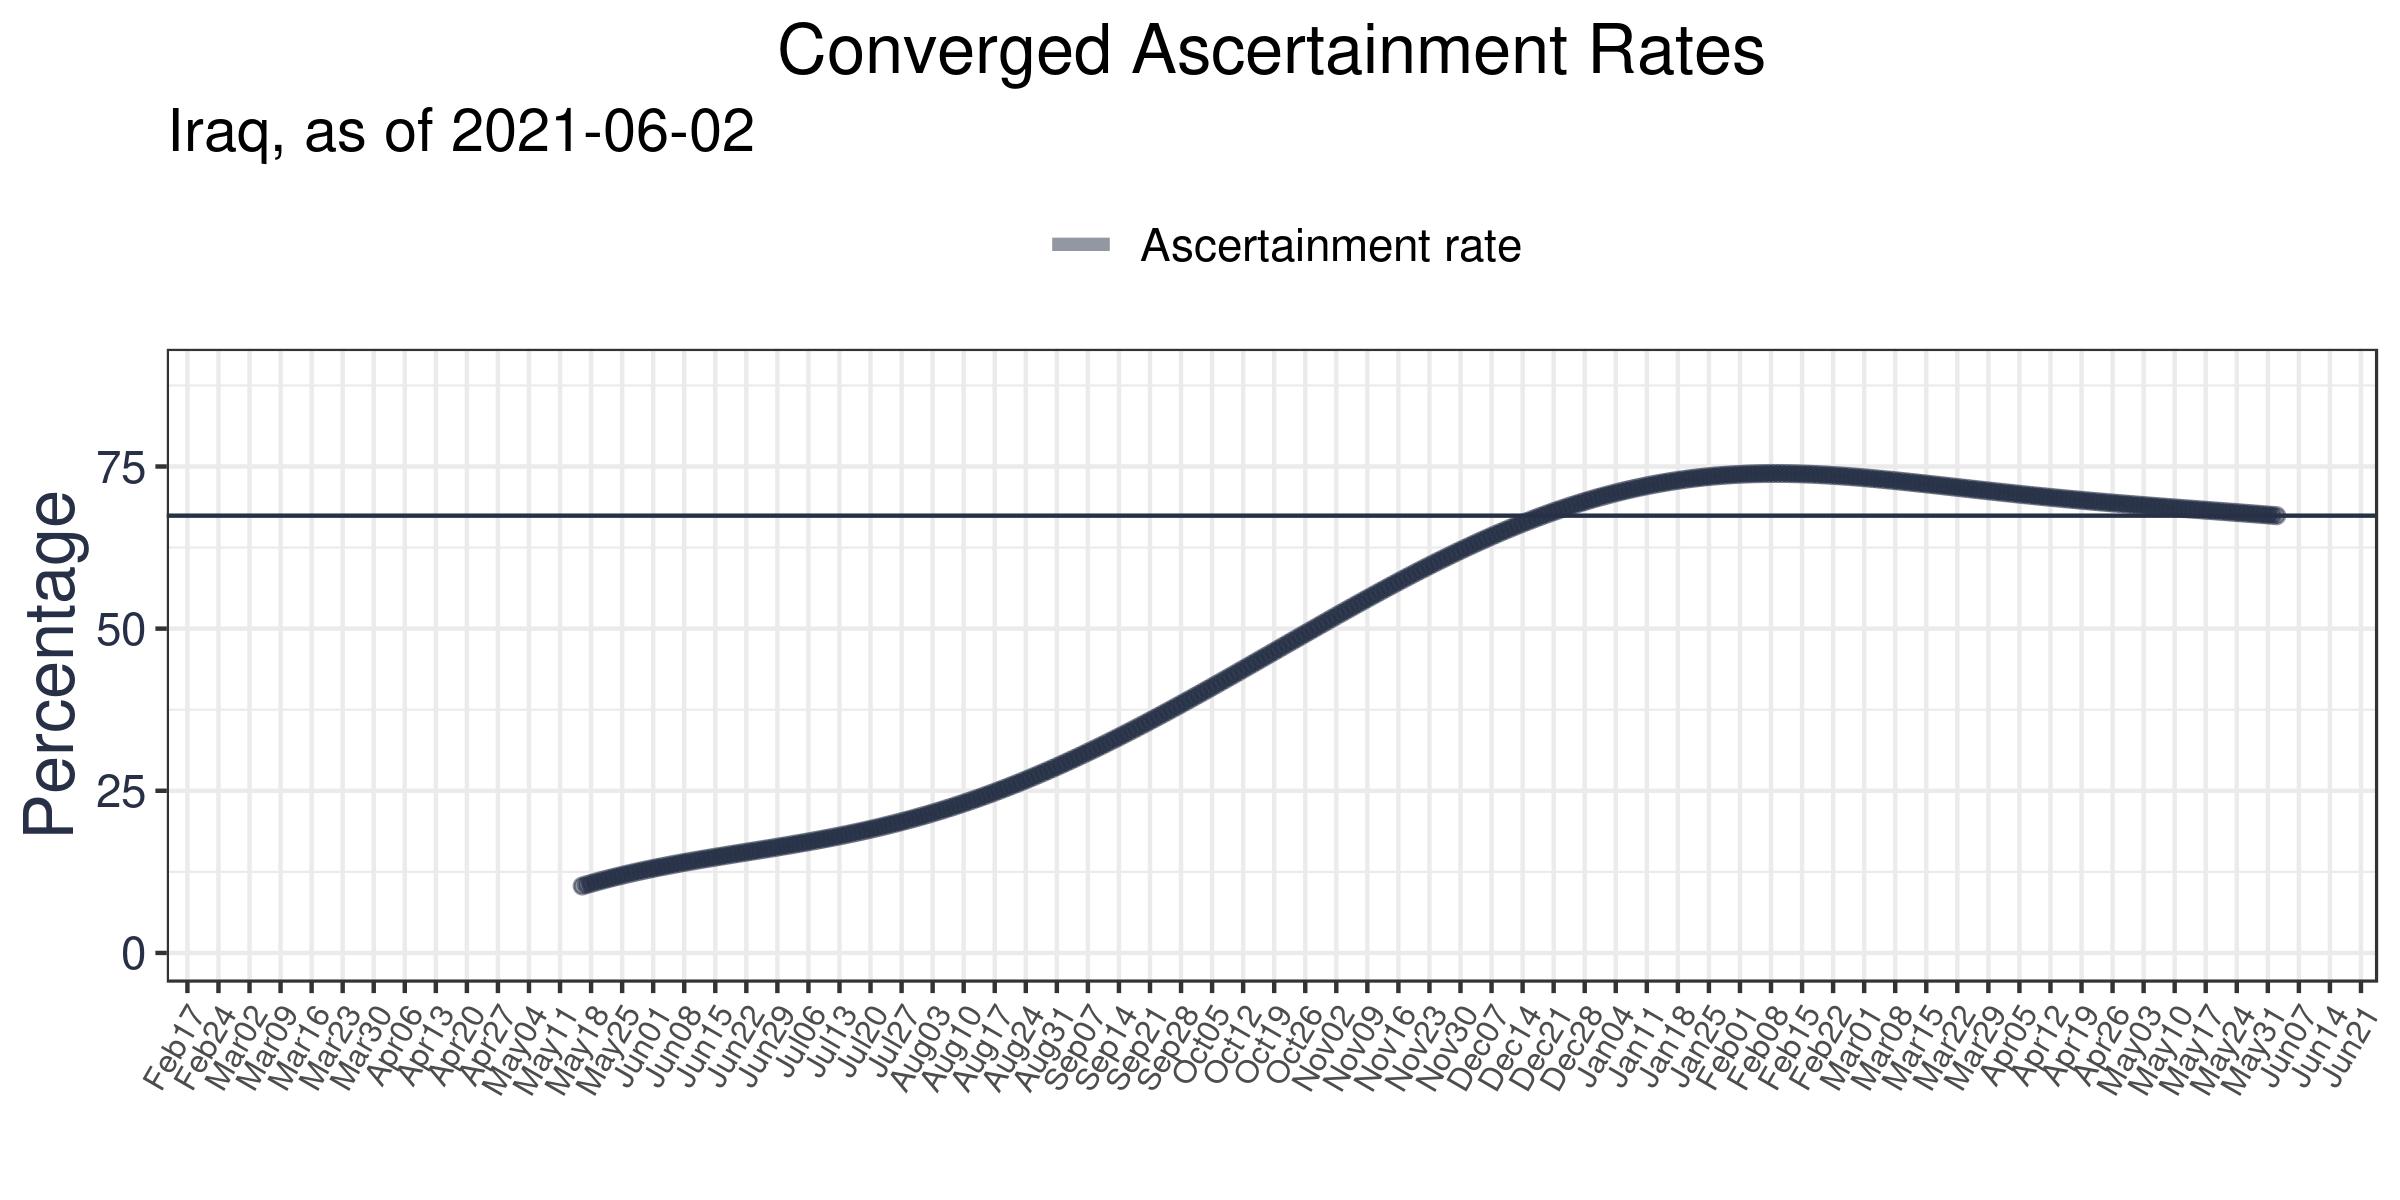 Converged Ascertainment Rates
Iraq, as of 2021-06-02
Ascertainment rate
Percentage
75
50
25
0
Feb17
Feb24
Mar02
Mar09
Mar16
Mar23
Mar30
Apr06
Apr13
Apr20
Apr27
May04
May11
May18
May25
Jun01
Jun08
Jun15
Jun22
Jun29
Jul06
Jul13
Jul20
Jul27
Aug03
Aug10
Aug17
Aug24
Aug31
Sep07
Sep14
Sep21
Sep28
Oct05
Oct12
Oct19
Oct26
Nov02
Nov09
Nov16
Nov23
Nov30
Dec07
Dec14
Dec21
Dec28
Jan04
Jan11
Jan18
Jan25
Feb01
Feb08
Feb15
Feb22
Mar01
Mar08
Mar15
Mar22
Mar29
Apr05
Apr12
Apr19
Apr26
May03
May10
May17
May24
May31
Jun07
Jun14
Jun21